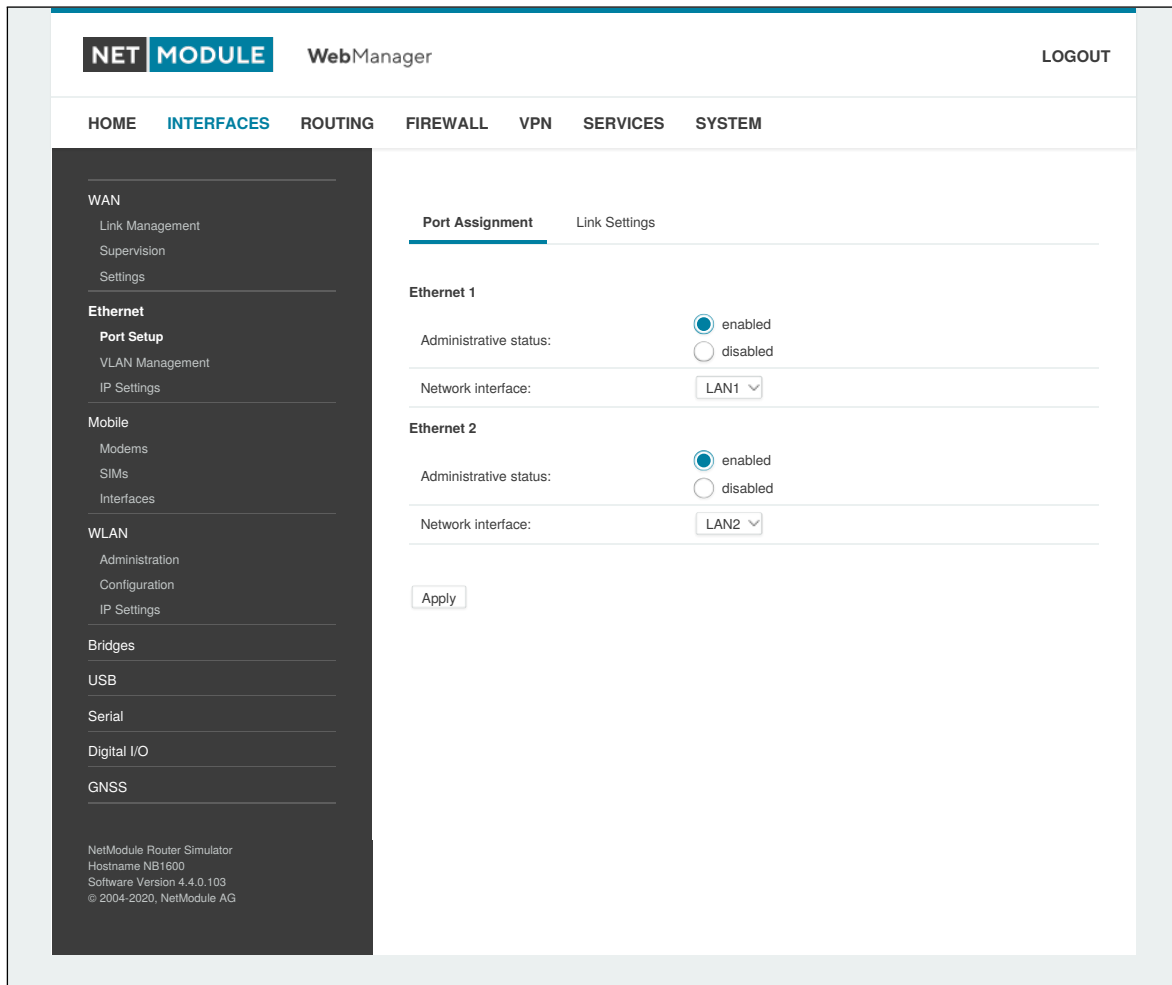 NET MODULE WebManager LOGOUT
HOME INTERFACES ROUTING FIREWALL VPN SERVICES SYSTEM
WAN
Link Management
Supervision
Settings
Ethernet
Port Setup
VLAN Management
IP Settings
Mobile
Modems
SIMs
Interfaces
WLAN
Administration
Configuration
IP Settings
Bridges
USB
Serial
Digital I/O
GNSS
NetModule Router Simulator
Hostname NB1600
Software Version 4.4.0.103
© 2004-2020, NetModule AG
Port Assignment Link Settings
Ethernet 1
Administrative status:
enabled
disabled
Network interface: LAN1
Ethernet 2
Administrative status:
enabled
disabled
Network interface: LAN2
Apply